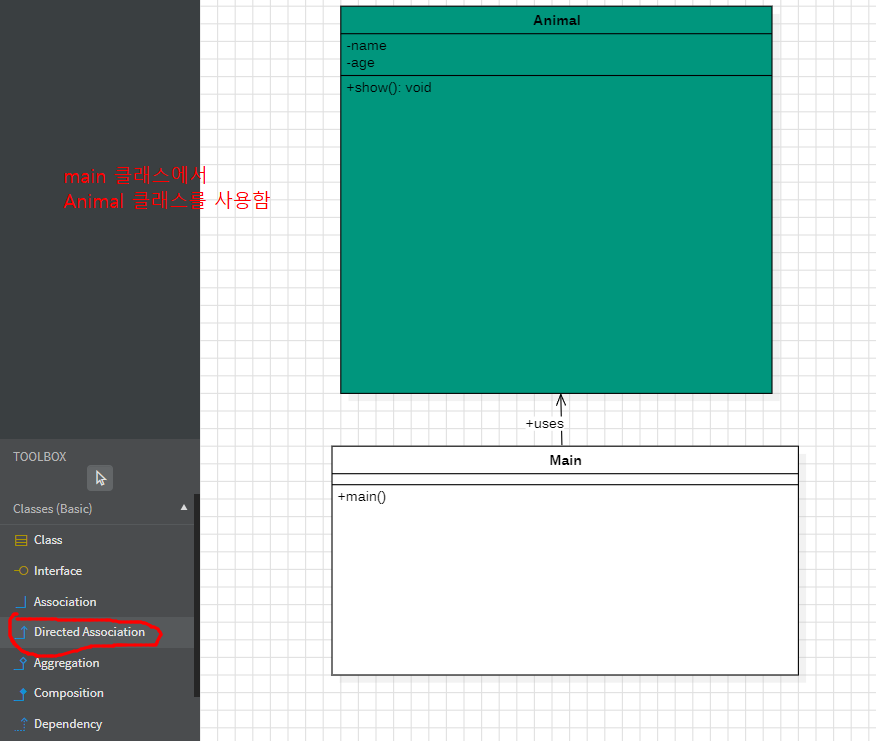 Animal
-name
-age
+show(): void
main 클래스에서
Animal 클래스를 사용함
+uses
Main
+main()
TOOLBOX
Classes (Basic)
Class
Interface
Association
Directed Association
Aggregation
Composition
Dependency